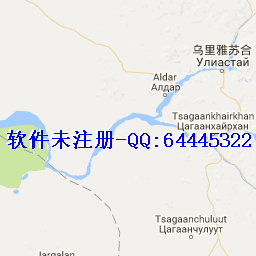 乌里雅苏台
Улиастай
Aldar
Алдар
Tsagaankhairkhan
Цагаанхайрхан
软件未注册-QQ:64445322
Tsagaanchuluut
Цагаанчулуут
Jargalan